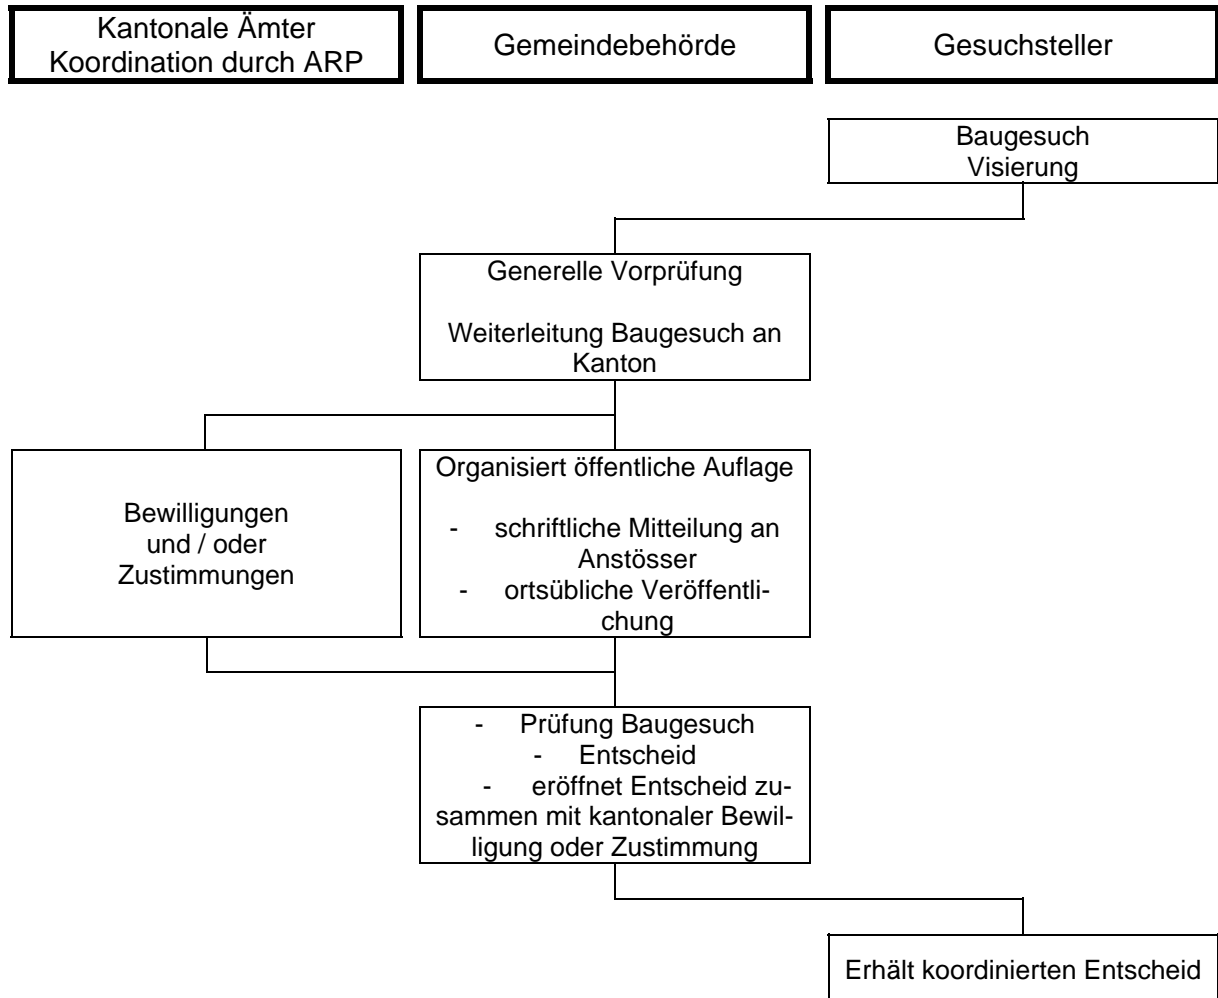 Kantonale Ämter
Koordination durch ARP
Gemeindebehörde
Gesuchsteller
Baugesuch
Visierung
Generelle Vorprüfung
Weiterleitung Baugesuch an
Kanton
Bewilligungen
und / oder
Zustimmungen
Organisiert öffentliche Auflage
- schriftliche Mitteilung an
Anstösser
- ortsübliche Veröffentli-
chung
- Prüfung Baugesuch
- Entscheid
- eröffnet Entscheid zu-
sammen mit kantonaler Bewil-
ligung oder Zustimmung
Erhält koordinierten Entscheid